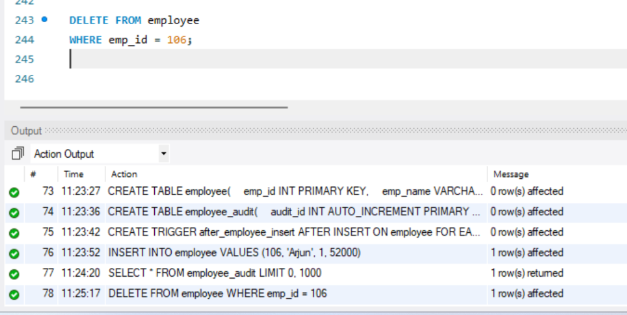 242
243 DELETE FROM employee
244 WHERE emp_id = 106;
245
246
Output
Action Output
# Time Action Message
73 11:23:27 CREATE TABLE employee( emp_id INT PRIMARY KEY, emp_name VARCHA... 0 row(s) affected
74 11:23:36 CREATE TABLE employee_audit( audit_id INT AUTO_INCREMENT PRIMARY ... 0 row(s) affected
75 11:23:42 CREATE TRIGGER after_employee_insert AFTER INSERT ON employee FOR EA... 0 row(s) affected
76 11:23:52 INSERT INTO employee VALUES (106, 'Arjun', 1, 52000) 1 row(s) affected
77 11:24:20 SELECT * FROM employee_audit LIMIT 0, 1000 1 row(s) returned
78 11:25:17 DELETE FROM employee WHERE emp_id = 106 1 row(s) affected